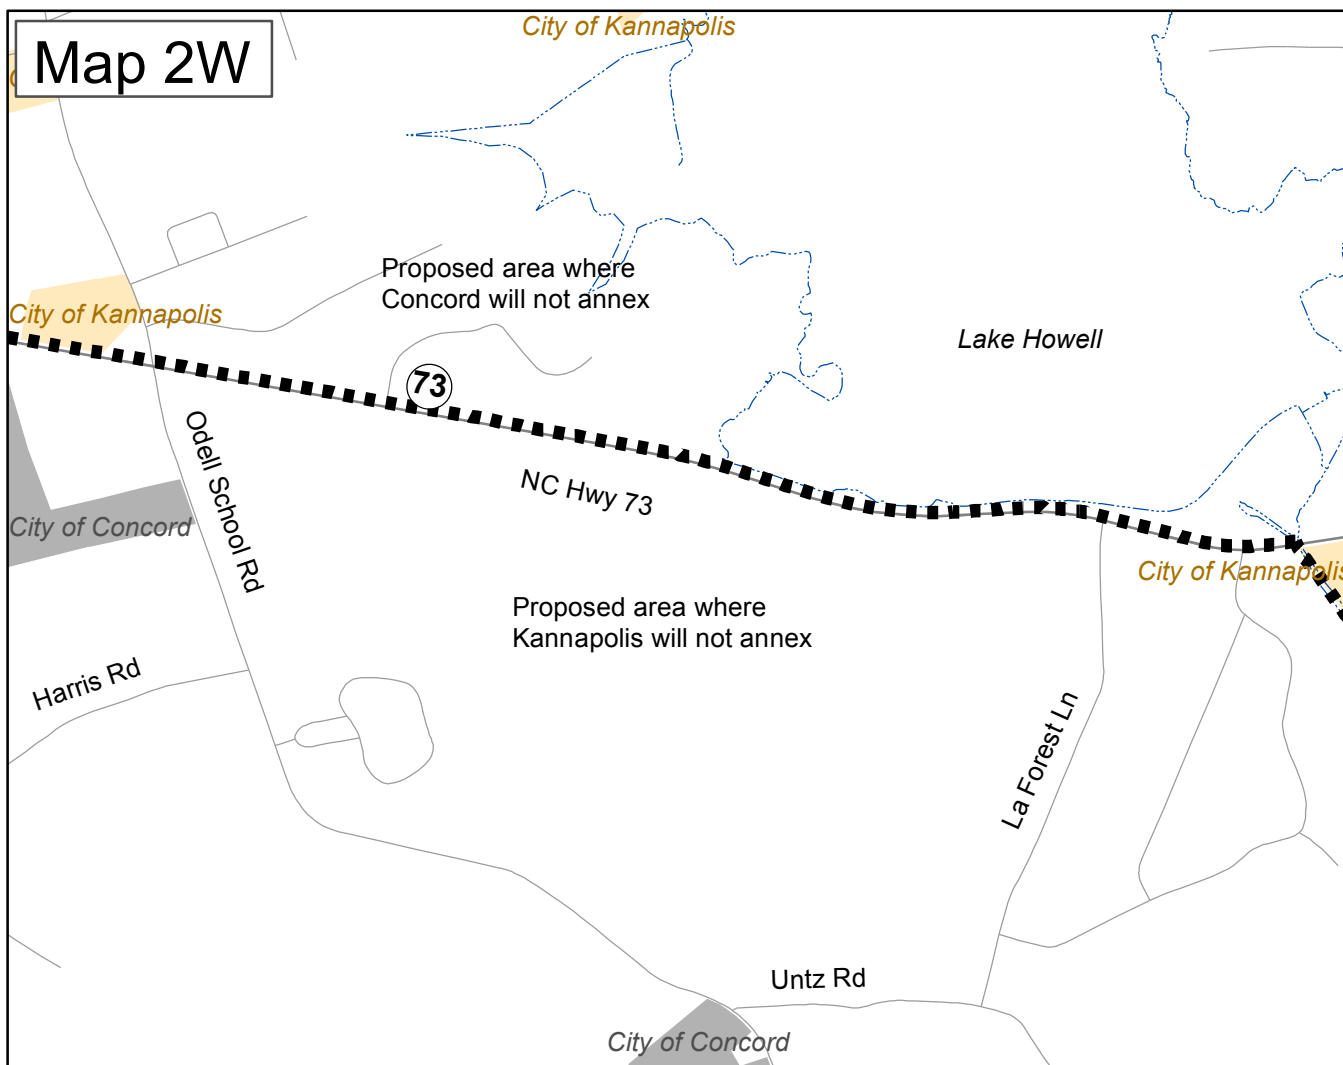 Map 2W
City of Kannapolis
C
Proposed area where
Concord will not annex
City of Kannapolis
Lake Howell
73
Odell School Rd
NC Hwy 73
City of Concord
City of Kannapolis
Proposed area where
Kannapolis will not annex
Harris Rd
La Forest Ln
Untz Rd
City of Concord